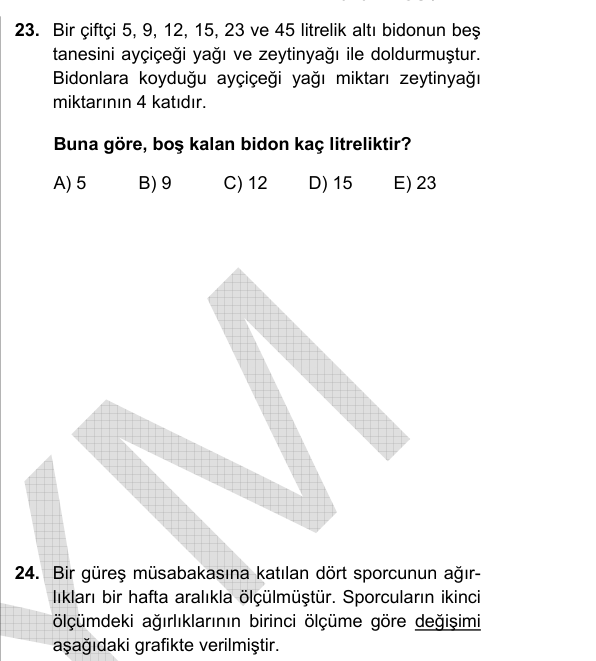 23. Bir çiftçi 5, 9, 12, 15, 23 ve 45 litrelik altı bidonun beş
tanesini ayçiçeği yağı ve zeytinyağı ile doldurmuştur.
Bidonlara koyduğu ayçiçeği yağı miktarı zeytinyağı
miktarının 4 katıdır.
Buna göre, boş kalan bidon kaç litreliktir?
A) 5 B) 9 C) 12 D) 15 E) 23
YM
24. Bir güreş müsabakasına katılan dört sporcunun ağır-
lıkları bir hafta aralıkla ölçülmüştür. Sporcuların ikinci
ölçümdeki ağırlıklarının birinci ölçüme göre değişimi
aşağıdaki grafikte verilmiştir.